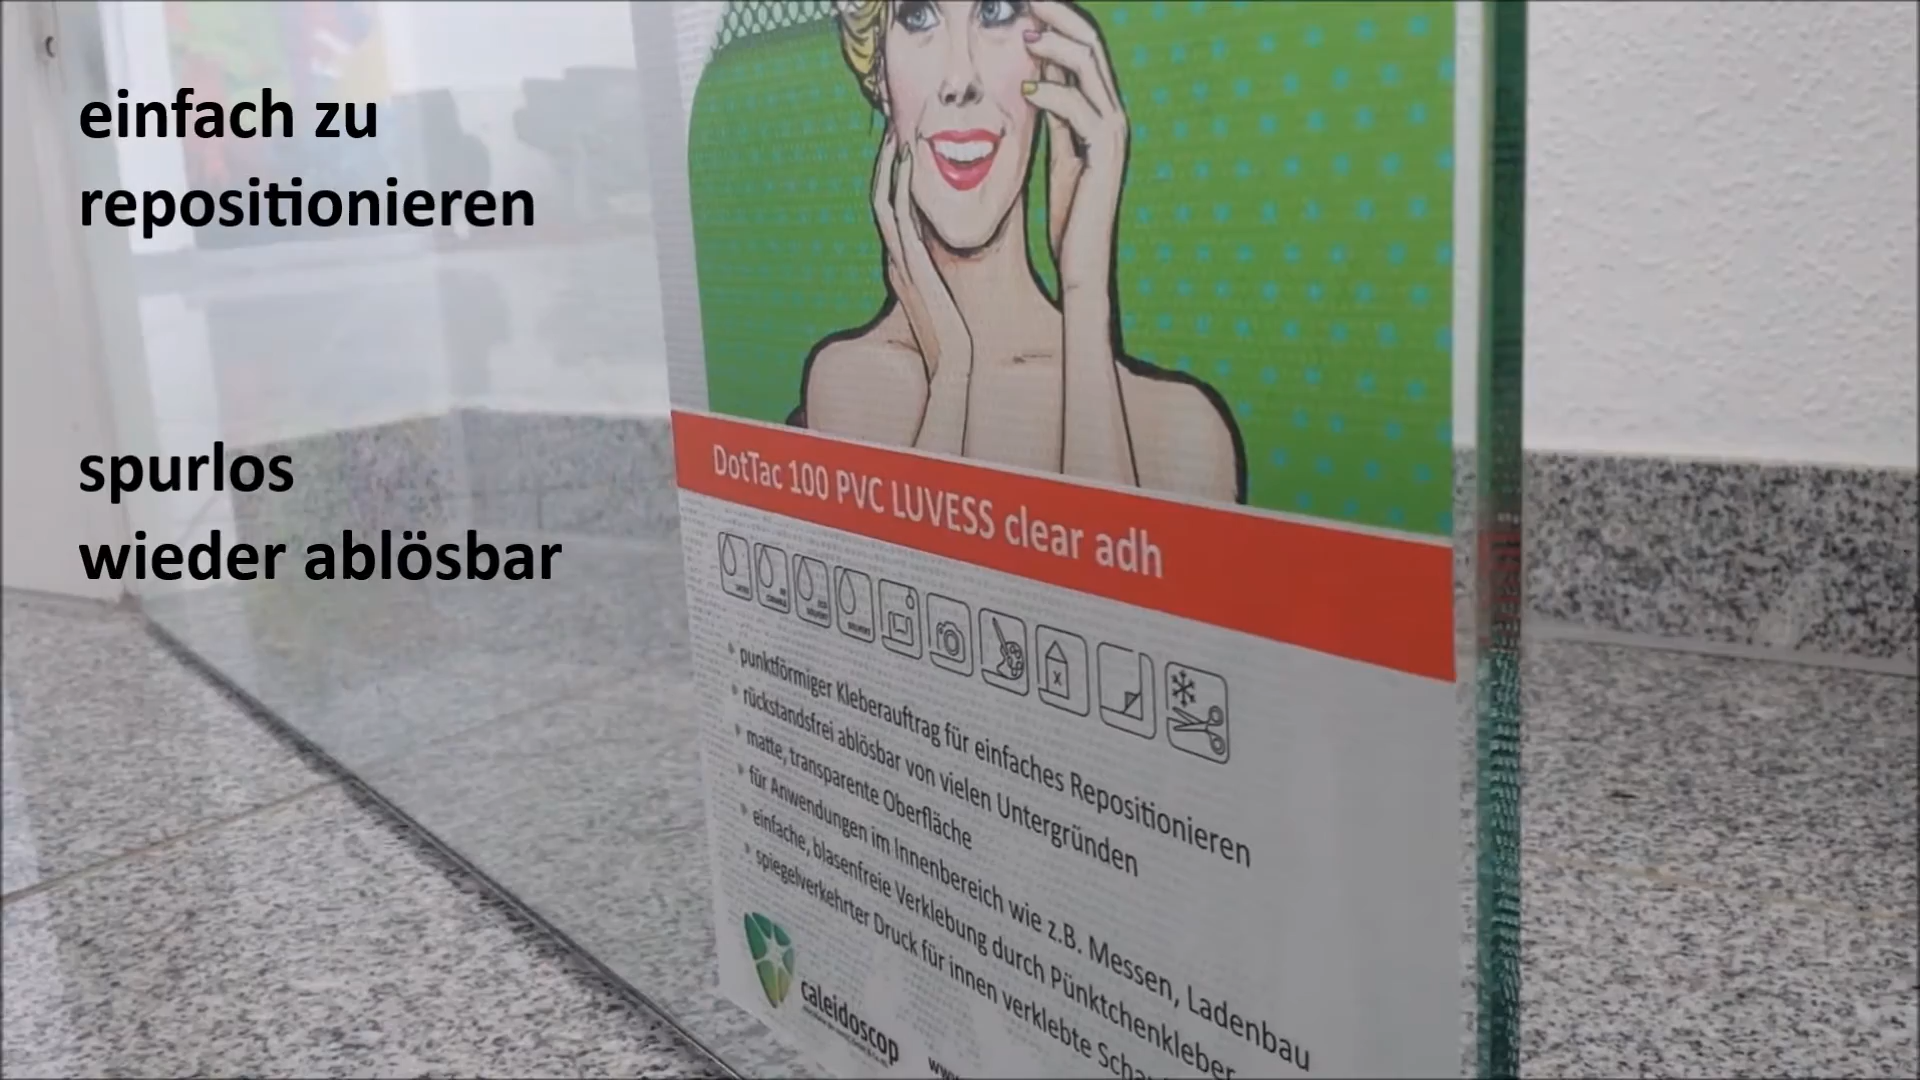 einfach zu
repositionieren
spurlos
wieder ablösbar
DotTac 100 PVC LUVESS clear adh
punktförmiger Kleberauftrag für einfaches Repositionieren
rückstandsfrei ablösbar von vielen Untergründen
matte, transparente Oberfläche
für Anwendungen im Innenbereich wie z.B. Messen, Ladenbau
einfache, blasenfreie Verklebung durch Pünktchenkleber
spiegelverkehrter Druck für innen verklebte
x
caleidoscop